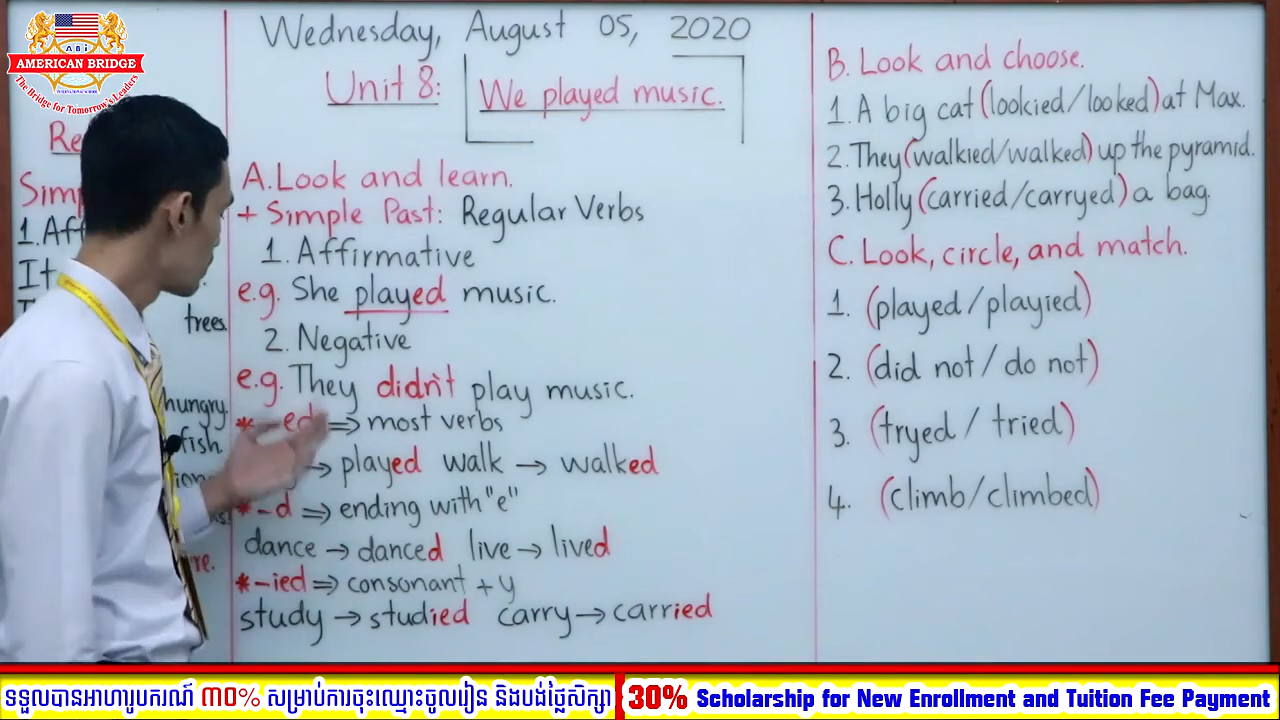 ABi
AMERICAN BRIDGE
INTERNATIONAL SCHOOL
The Bridge for Tomorrow's Leaders
Re
Simp
1. Aff
It
trees.
hungry.
fish.
re.
Wednesday, August 05, 2020
Unit 8: We played music.
A. Look and learn.
+ Simple Past: Regular Verbs
1. Affirmative
e.g. She played music.
2. Negative
e.g. They didn't play music.
* - ed ⇒ most verbs
→ played walk → walked
* - d ⇒ ending with "e"
dance → danced live → lived
* - ied ⇒ consonant + y
study → studied carry → carried
B. Look and choose.
1. A big cat (lookied/looked) at Max.
2. They (walkied/walked) up the pyramid.
3. Holly (carried/carryed) a bag.
C. Look, circle, and match.
1. (played / playied)
2. (did not / do not)
3. (tryed / tried)
4. (climb/climbed)
ទទួលបានអាហារូបករណ៍ ៣០% សម្រាប់ការចុះឈ្មោះចូលរៀន និងបង់ថ្លៃសិក្សា
30% Scholarship for New Enrollment and Tuition Fee Payment